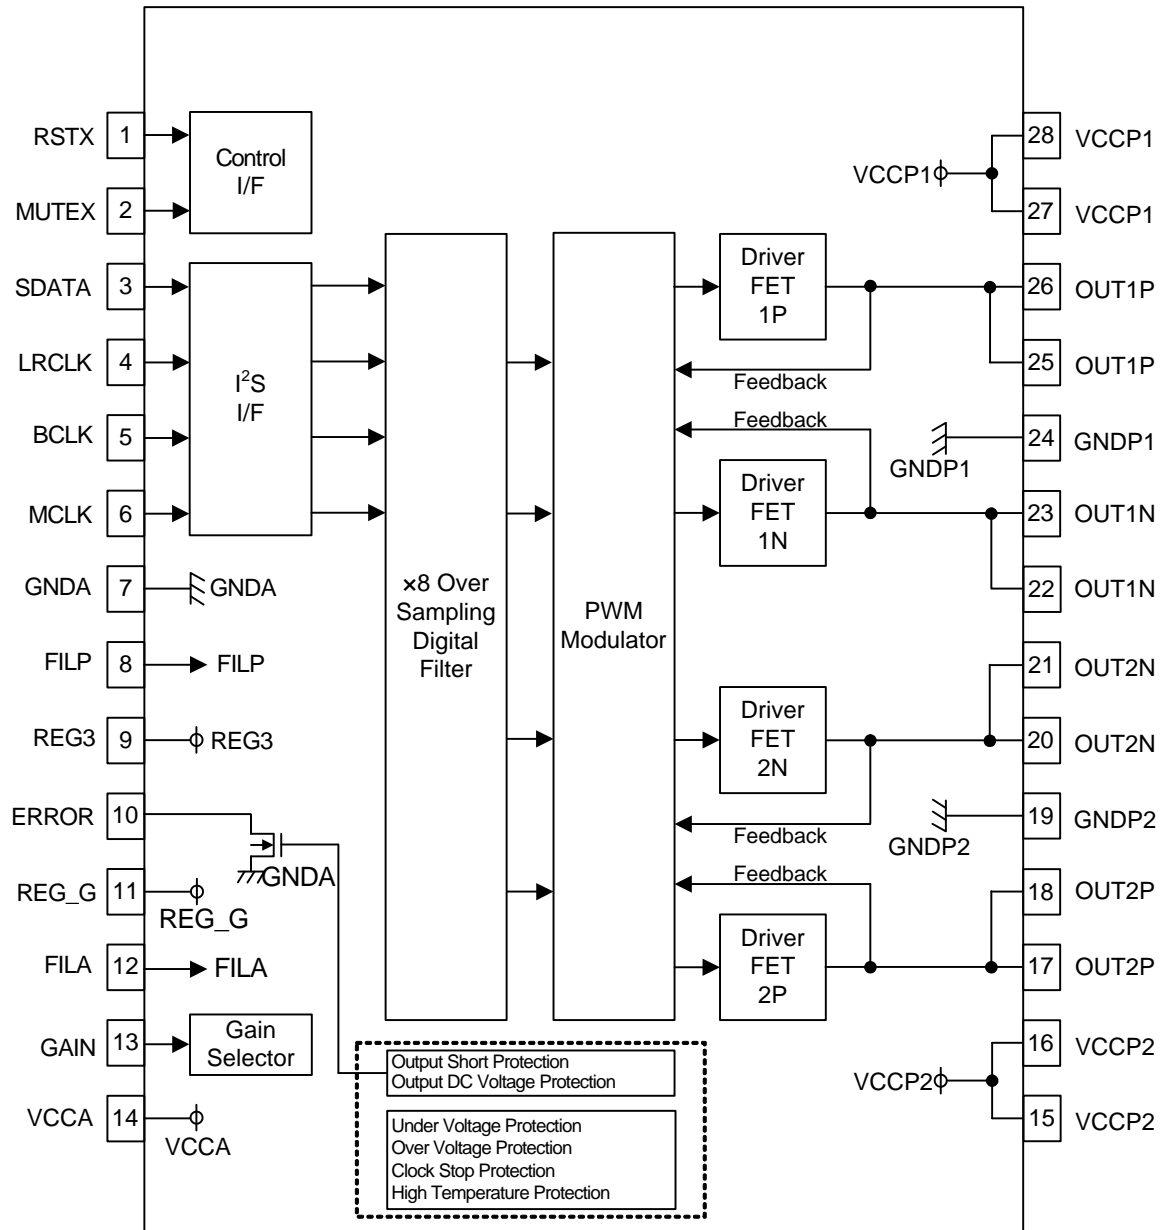 RSTX
1
MUTEX
2
SDATA
3
LRCLK
4
BCLK
5
MCLK
6
GNDA
7
GNDA
FILP
8
FILP
REG3
9
REG3
ERROR
10
GNDA
REG_G
11
REG_G
FILA
12
FILA
GAIN
13
VCCA
14
VCCA
Control
I/F
I²S
I/F
Gain
Selector
×8 Over
Sampling
Digital
Filter
PWM
Modulator
Driver
FET
1P
Feedback
Feedback
Driver
FET
1N
Driver
FET
2N
Feedback
Feedback
Driver
FET
2P
Output Short Protection
Output DC Voltage Protection
Under Voltage Protection
Over Voltage Protection
Clock Stop Protection
High Temperature Protection
VCCP1
28
VCCP1
27
VCCP1
26
OUT1P
25
OUT1P
GNDP1
24
GNDP1
23
OUT1N
22
OUT1N
21
OUT2N
20
OUT2N
GNDP2
19
GNDP2
18
OUT2P
17
OUT2P
VCCP2
16
VCCP2
15
VCCP2